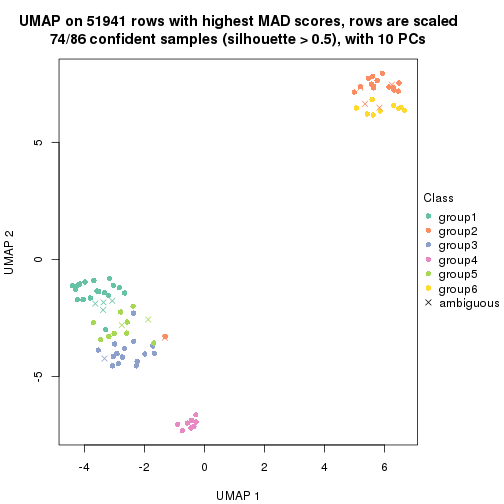 UMAP on 51941 rows with highest MAD scores, rows are scaled
74/86 confident samples (silhouette > 0.5), with 10 PCs
5
0
-5
UMAP 2
-4
-2
0
2
4
6
UMAP 1
Class
group1
group2
group3
group4
group5
group6
ambiguous